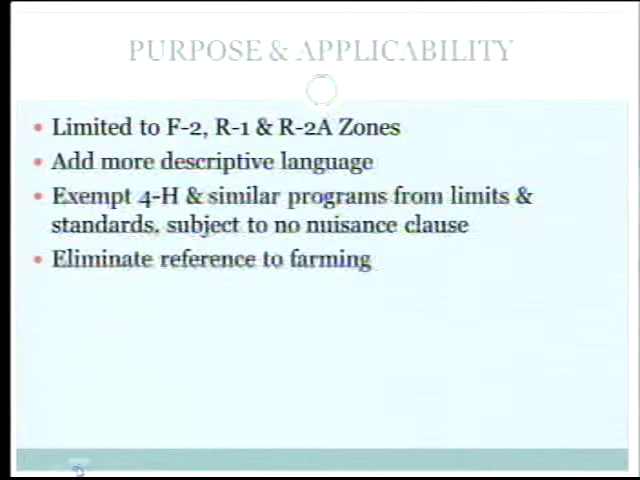 PURPOSE & APPLICABILITY
• Limited to F-2, R-1 & R-2A Zones
• Add more descriptive language
• Exempt 4-H & similar programs from limits &
standards, subject to no nuisance clause
• Eliminate reference to farming